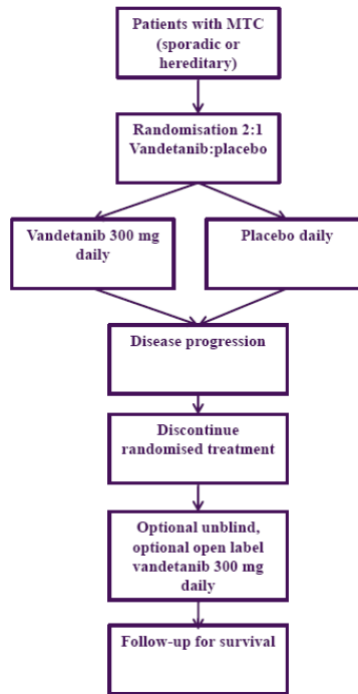 Patients with MTC
(sporadic or
hereditary)
Randomisation 2:1
Vandetanib:placebo
Vandetanib 300 mg
daily
Placebo daily
Disease progression
Discontinue
randomised treatment
Optional unblind,
optional open label
vandetanib 300 mg
daily
Follow-up for survival